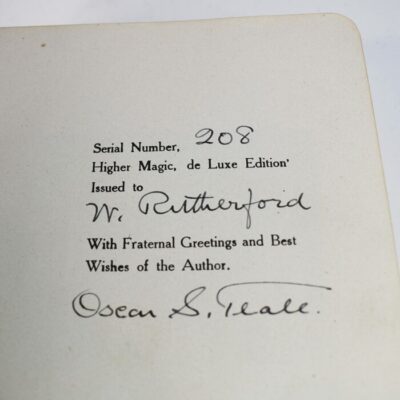 Serial Number, 208
Higher Magic, de Luxe Edition'
Issued to
W. Rutherford
With Fraternal Greetings and Best
Wishes of the Author.
Oscar S. Teale.